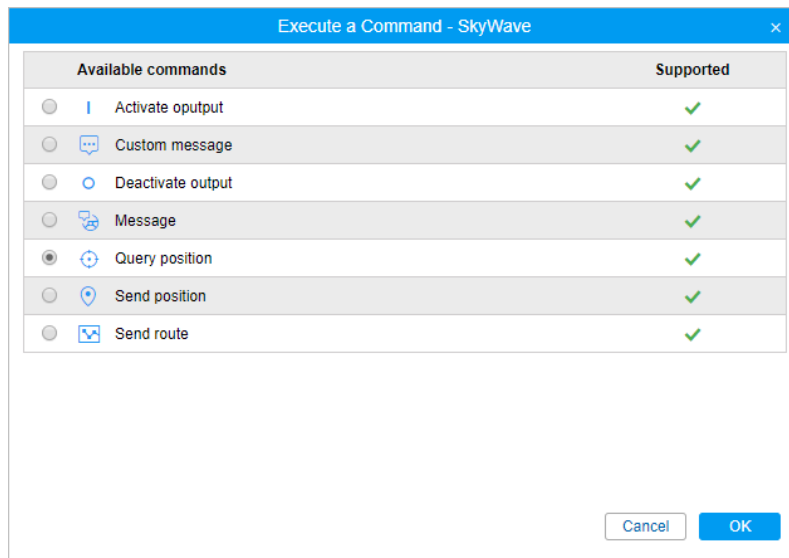 Execute a Command - SkyWave
Available commands Supported
Activate oputput
Custom message
Deactivate output
Message
Query position
Send position
Send route
Cancel OK